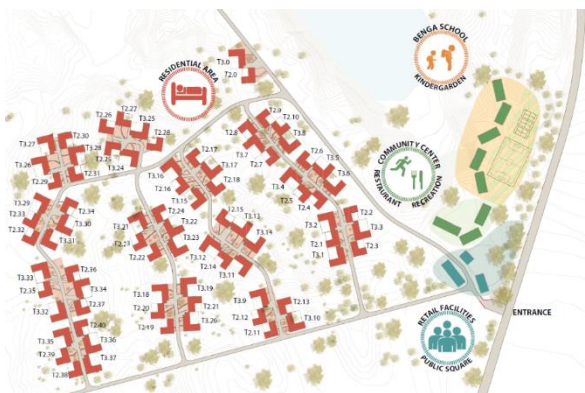 BENGA SCHOOL
KINDERGARDEN
RESIDENTIAL AREA
COMMUNITY CENTER
RESTAURANT
RECREATION
RETAIL FACILITIES
PUBLIC SQUARE
ENTRANCE
T3.0
T2.0
T2.9
T2.10
T2.8
T3.8
T3.7
T2.7
T2.6
T3.5
T3.6
T3.4
T2.5
T2.4
T3.2
T2.2
T3.3
T2.1
T2.3
T3.1
T2.27
T2.26
T3.25
T2.28
T2.25
T3.24
T3.27
T2.30
T3.28
T3.26
T2.29
T2.31
T2.17
T3.16
T3.17
T2.16
T2.18
T3.15
T3.29
T2.33
T2.34
T3.30
T2.32
T3.31
T2.24
T3.21
T3.22
T2.23
T3.23
T2.22
T2.15
T3.13
T3.14
T3.12
T2.14
T3.11
T3.33
T2.36
T2.35
T3.34
T2.37
T3.32
T2.40
T3.35
T3.36
T2.39
T3.37
T2.38
T3.18
T3.19
T2.20
T2.21
T2.19
T3.26
T3.9
T2.13
T2.12
T3.10
T2.11